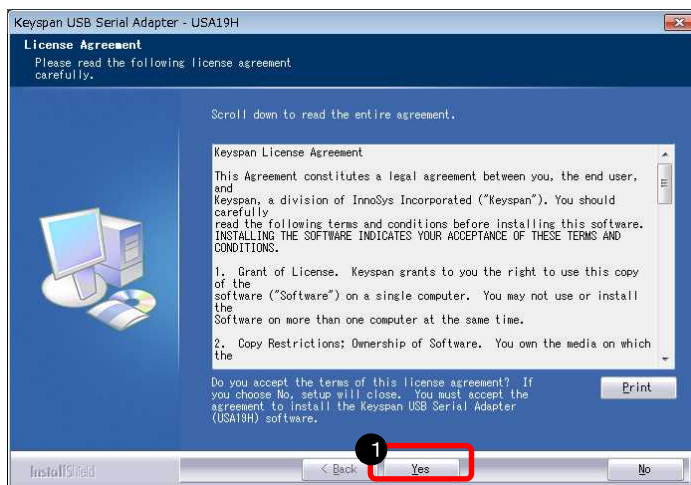 Keyspan USB Serial Adapter - USA19H
License Agreement
Please read the following license agreement
carefully.
Scroll down to read the entire agreement.
Keyspan License Agreement
This Agreement constitutes a legal agreement between you, the end user,
and
Keyspan, a division of InnoSys Incorporated ("Keyspan"). You should
carefully
read the following terms and conditions before installing this software.
INSTALLING THE SOFTWARE INDICATES YOUR ACCEPTANCE OF THESE TERMS AND
CONDITIONS.
1. Grant of License. Keyspan grants to you the right to use this copy
of the
software ("Software") on a single computer. You may not use or install
the
Software on more than one computer at the same time.
2. Copy Restrictions; Ownership of Software. You own the media on which
the
Do you accept the terms of this license agreement? If
you choose No, setup will close. You must accept the
agreement to install the Keyspan USB Serial Adapter
(USA19H) software.
Print
1
InstallShield
< Back
Yes
No